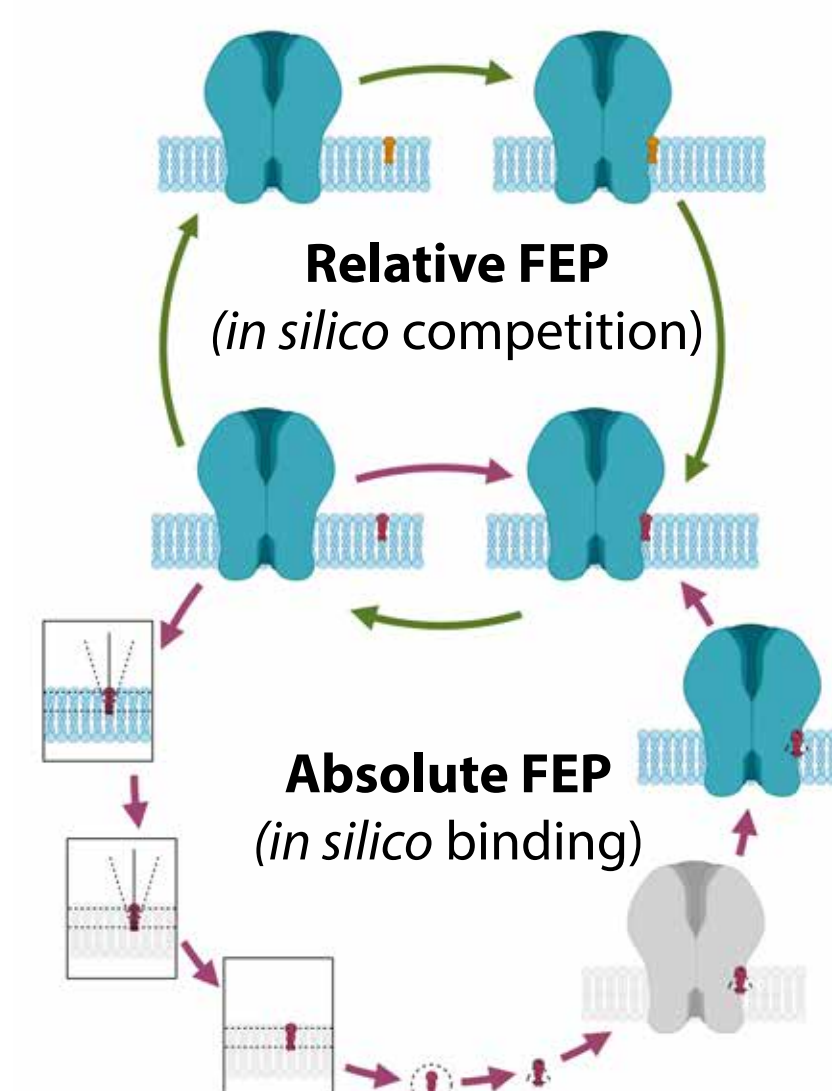 Relative FEP
(in silico competition)
Absolute FEP
(in silico binding)